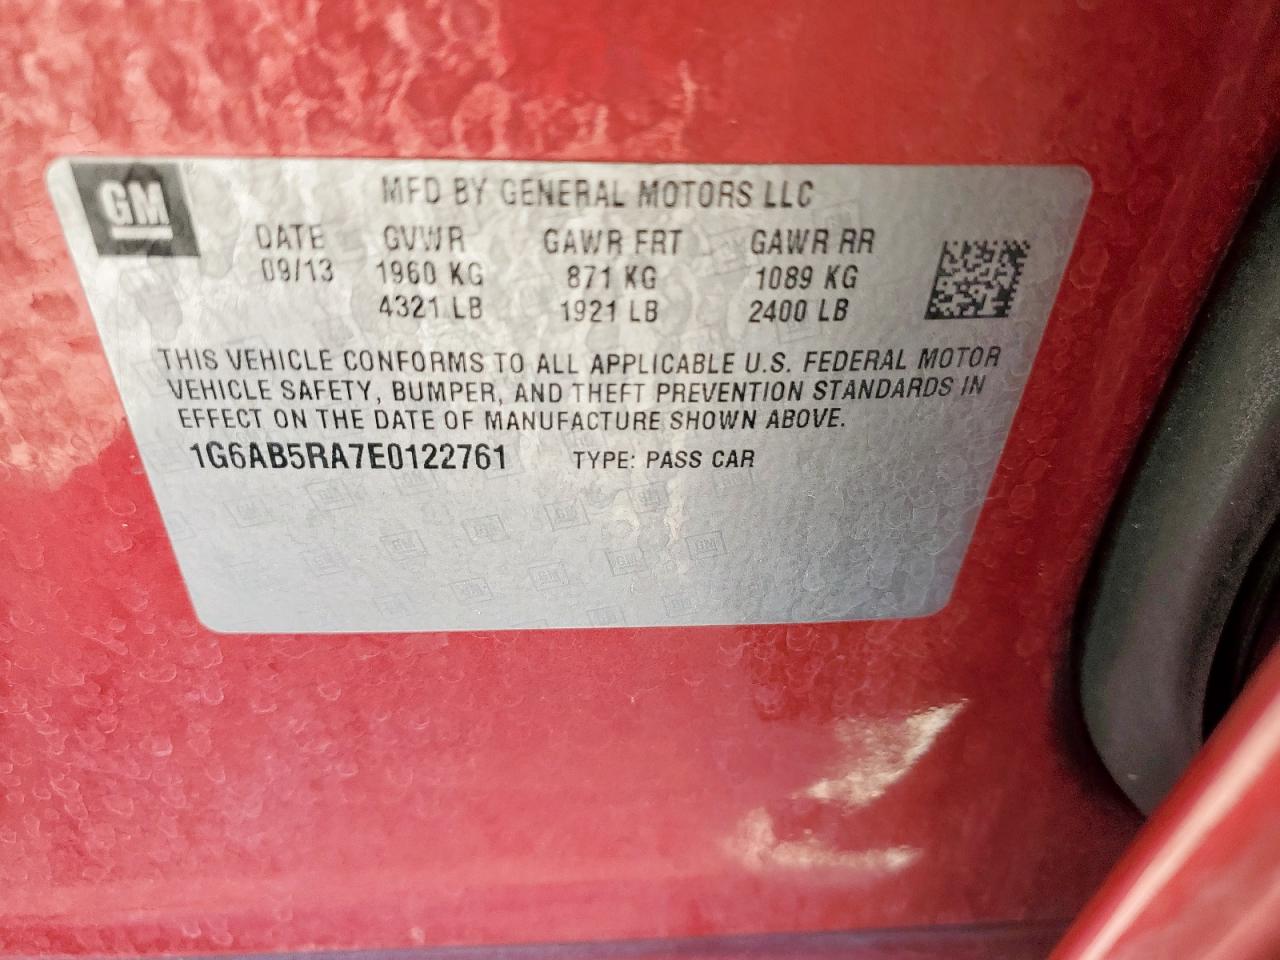 GM
MFD BY GENERAL MOTORS LLC
DATE GVWR GAWR FRT GAWR RR
09/13 1960 KG 871 KG 1089 KG
4321 LB 1921 LB 2400 LB
THIS VEHICLE CONFORMS TO ALL APPLICABLE U.S. FEDERAL MOTOR
VEHICLE SAFETY, BUMPER, AND THEFT PREVENTION STANDARDS IN
EFFECT ON THE DATE OF MANUFACTURE SHOWN ABOVE.
1G6AB5RA7E0122761 TYPE: PASS CAR